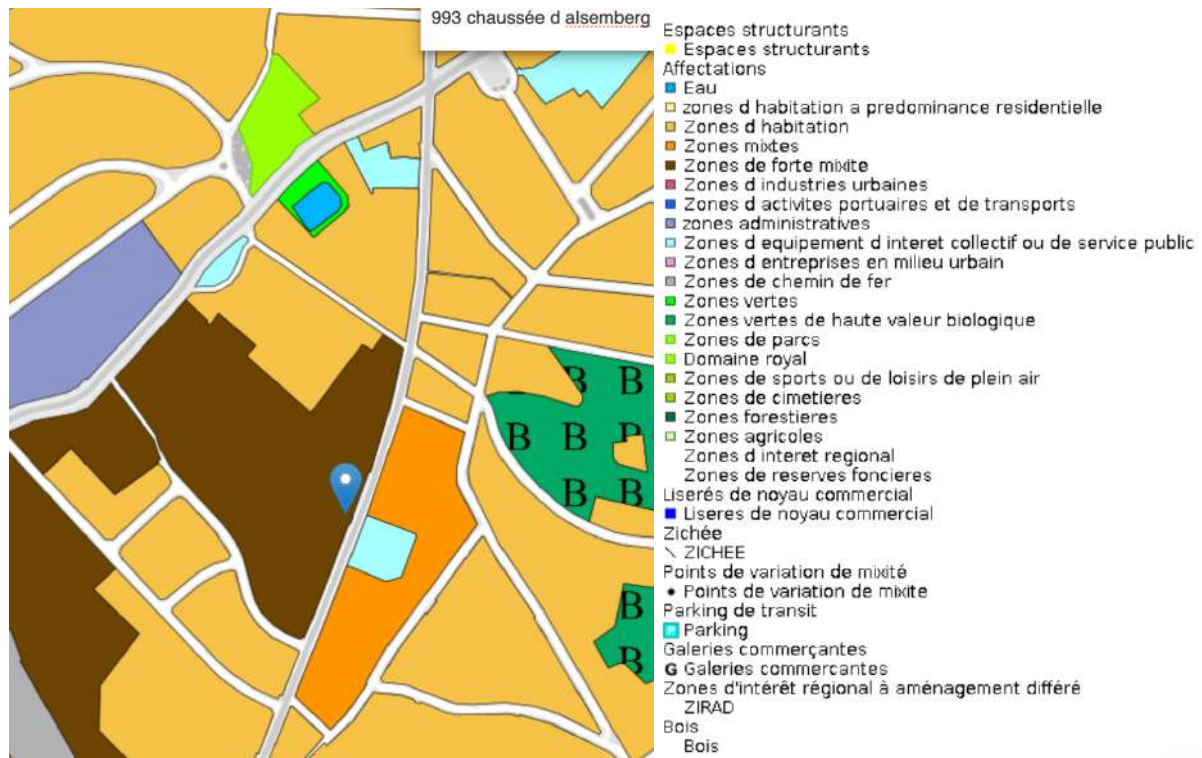 993 chaussée d alsemberg
B B
B B B
B B
B
B
Espaces structurants
Espaces structurants
Affectations
Eau
zones d habitation a predominance residentielle
Zones d habitation
Zones mixtes
Zones de forte mixite
Zones d industries urbaines
Zones d activites portuaires et de transports
zones administratives
Zones d equipement d interet collectif ou de service public
Zones d entreprises en milieu urbain
Zones de chemin de fer
Zones vertes
Zones vertes de haute valeur biologique
Zones de parcs
Domaine royal
Zones de sports ou de loisirs de plein air
Zones de cimetieres
Zones forestieres
Zones agricoles
Zones d interet regional
Zones de reserves foncieres
Liserés de noyau commercial
Liseres de noyau commercial
Zichée
ZICHEE
Points de variation de mixité
Points de variation de mixite
Parking de transit
P Parking
Galeries commerçantes
G Galeries commercantes
Zones d'intérêt régional à aménagement différé
ZIRAD
Bois
Bois